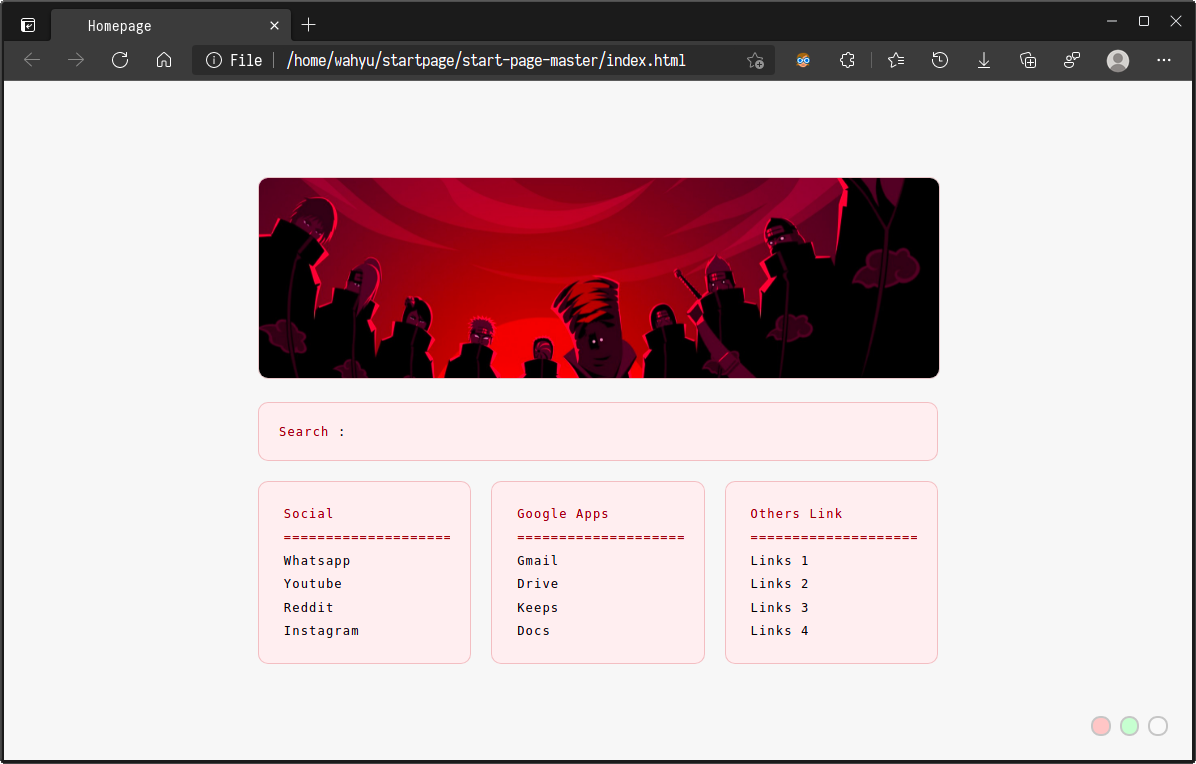 Homepage
File
/home/wahyu/startpage/start-page-master/index.html
Search :
Social
====================
Whatsapp
Youtube
Reddit
Instagram
Google Apps
====================
Gmail
Drive
Keeps
Docs
Others Link
====================
Links 1
Links 2
Links 3
Links 4